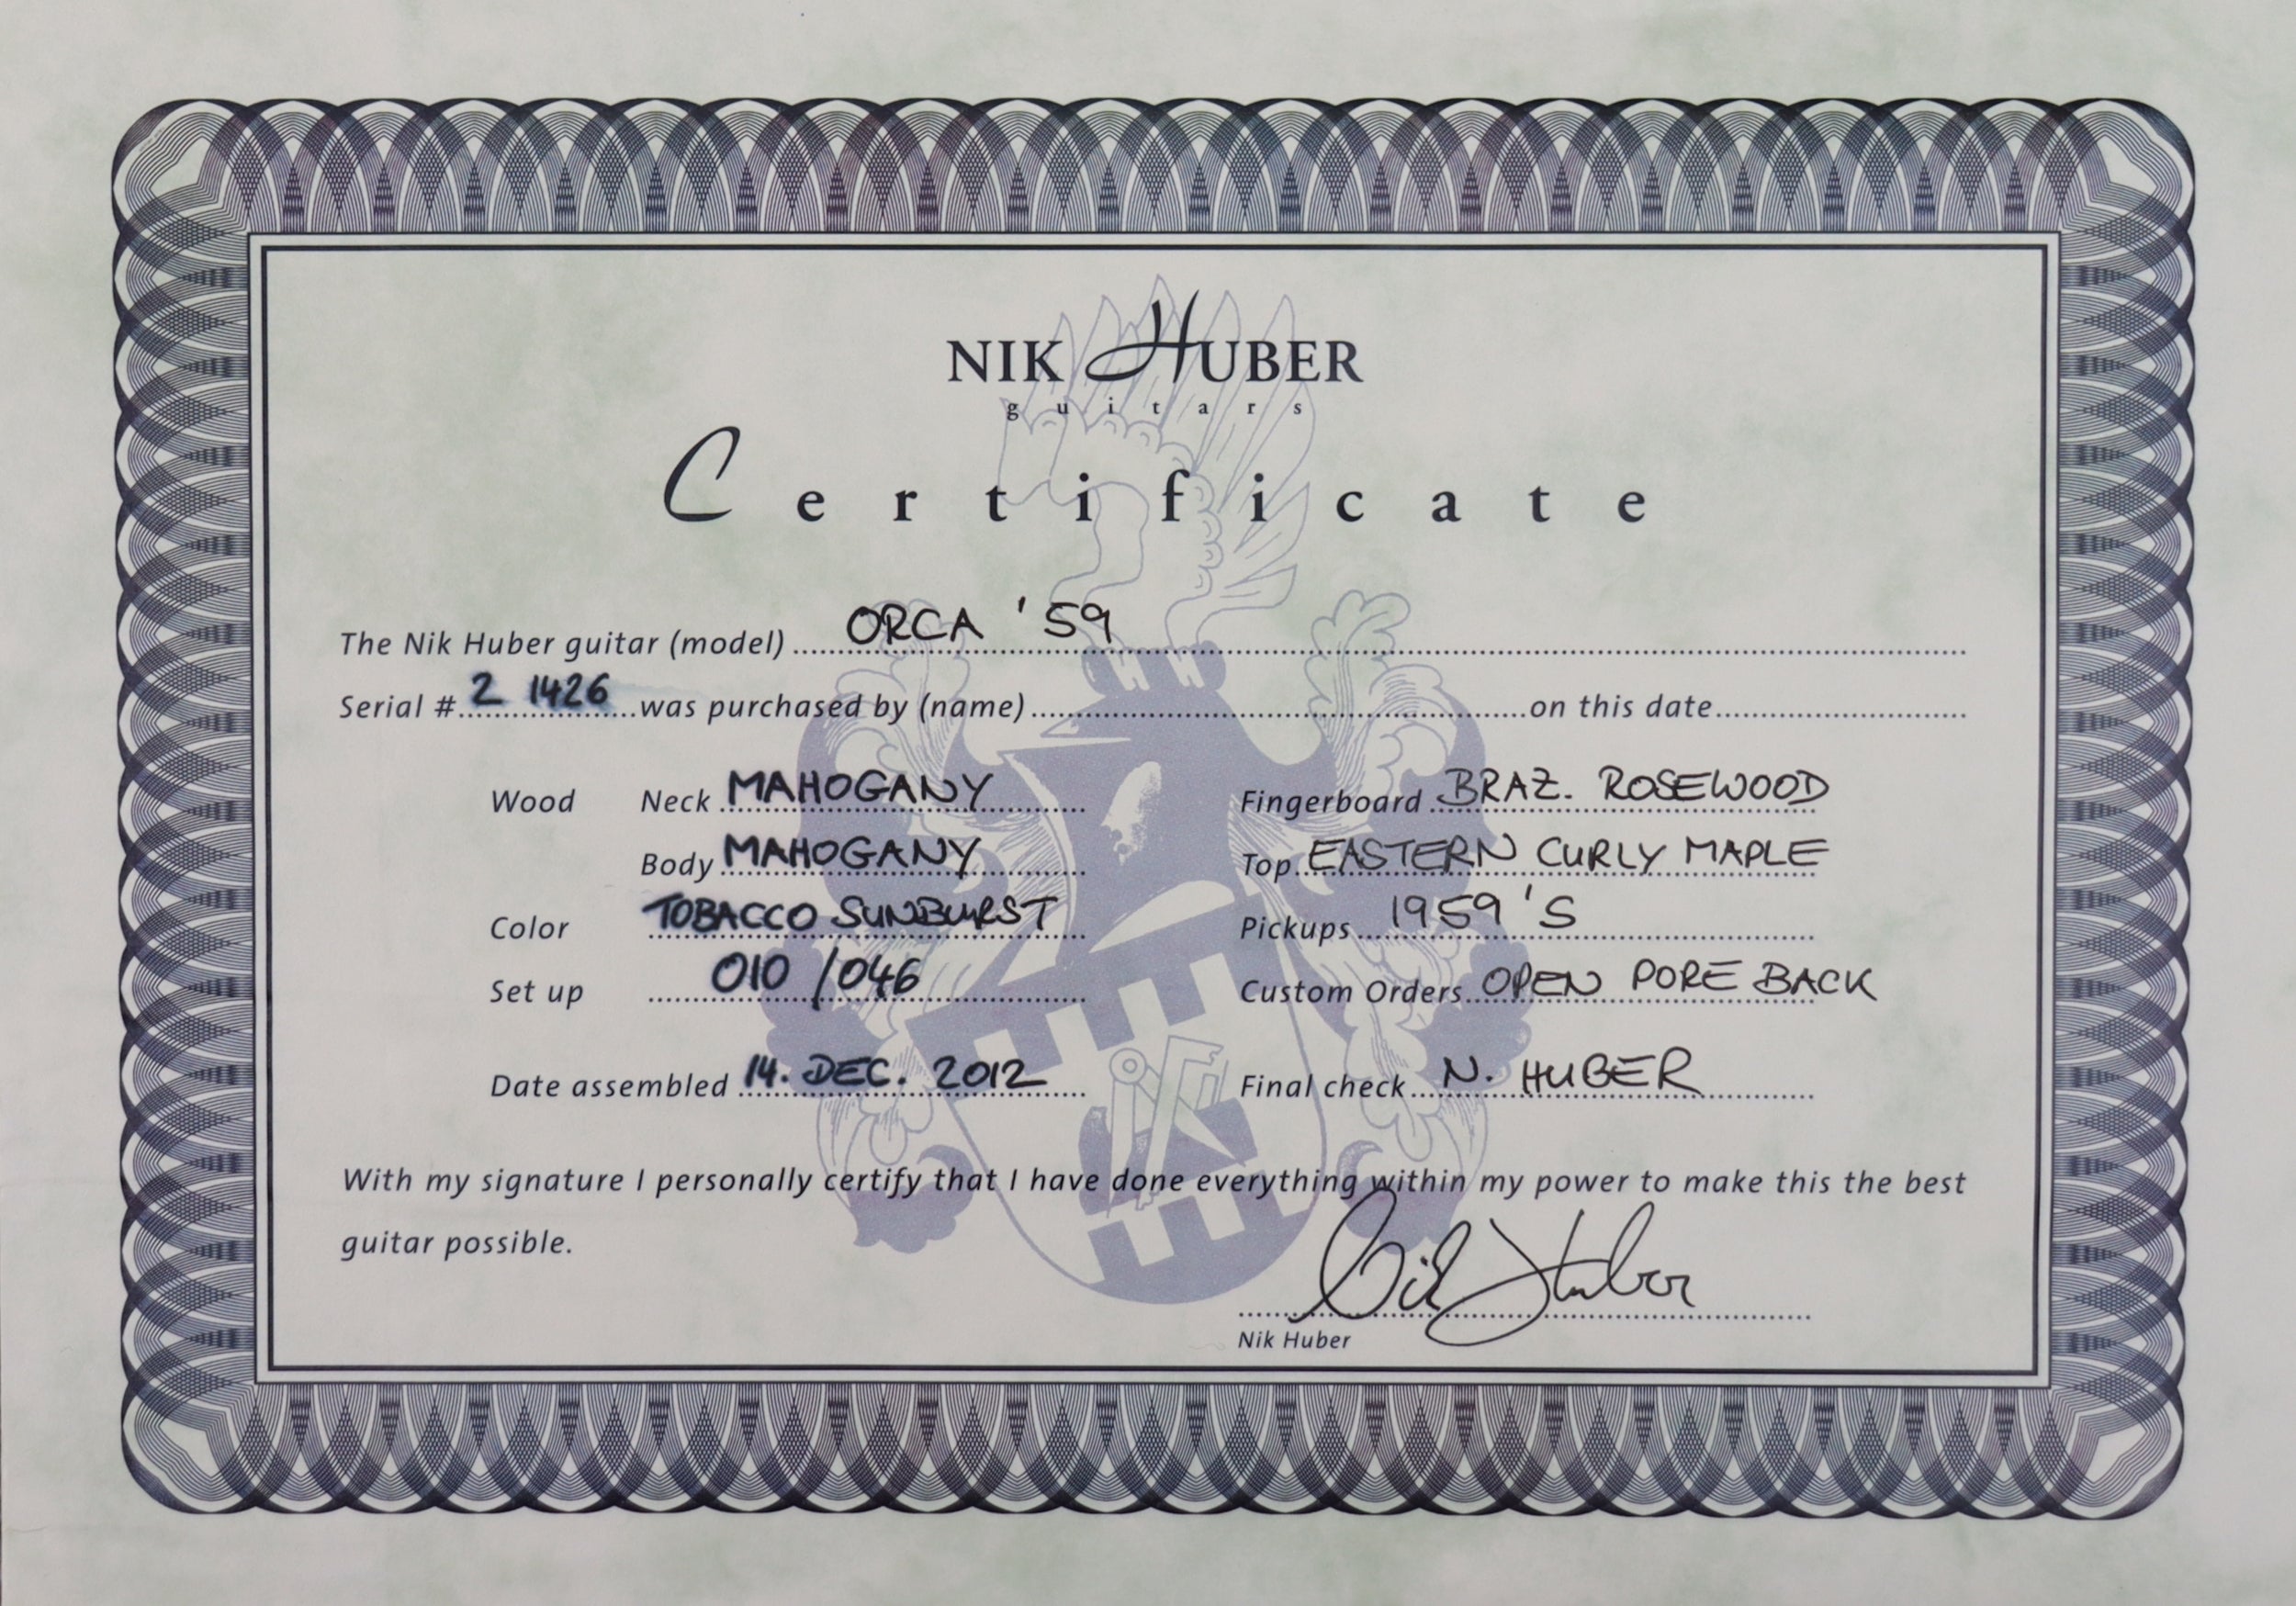 NIK HUBER
guitars
Certificate
The Nik Huber guitar (model) ORCA '59
Serial # 2 1426 was purchased by (name) on this date
Wood Neck MAHOGANY Fingerboard BRAZ. ROSEWOOD
Body MAHOGANY Top EASTERN CURLY MAPLE
Color TOBACCO SUNBURST Pickups 1959'S
Set up 010/046 Custom Orders OPEN PORE BACK
Date assembled 14. DEC. 2012 Final check N. HUBER
With my signature I personally certify that I have done everything within my power to make this the best
guitar possible.
Nik Huber
Nik Huber